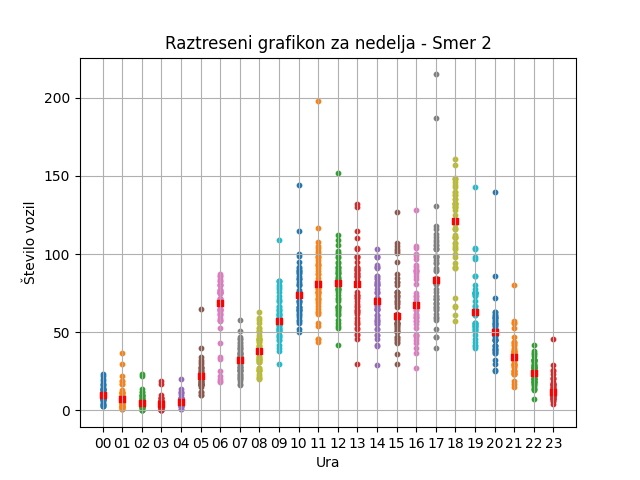 Raztreseni grafikon za nedelja - Smer 2
200
150
100
50
0
Število vozil
00 01 02 03 04 05 06 07 08 09 10 11 12 13 14 15 16 17 18 19 20 21 22 23
Ura